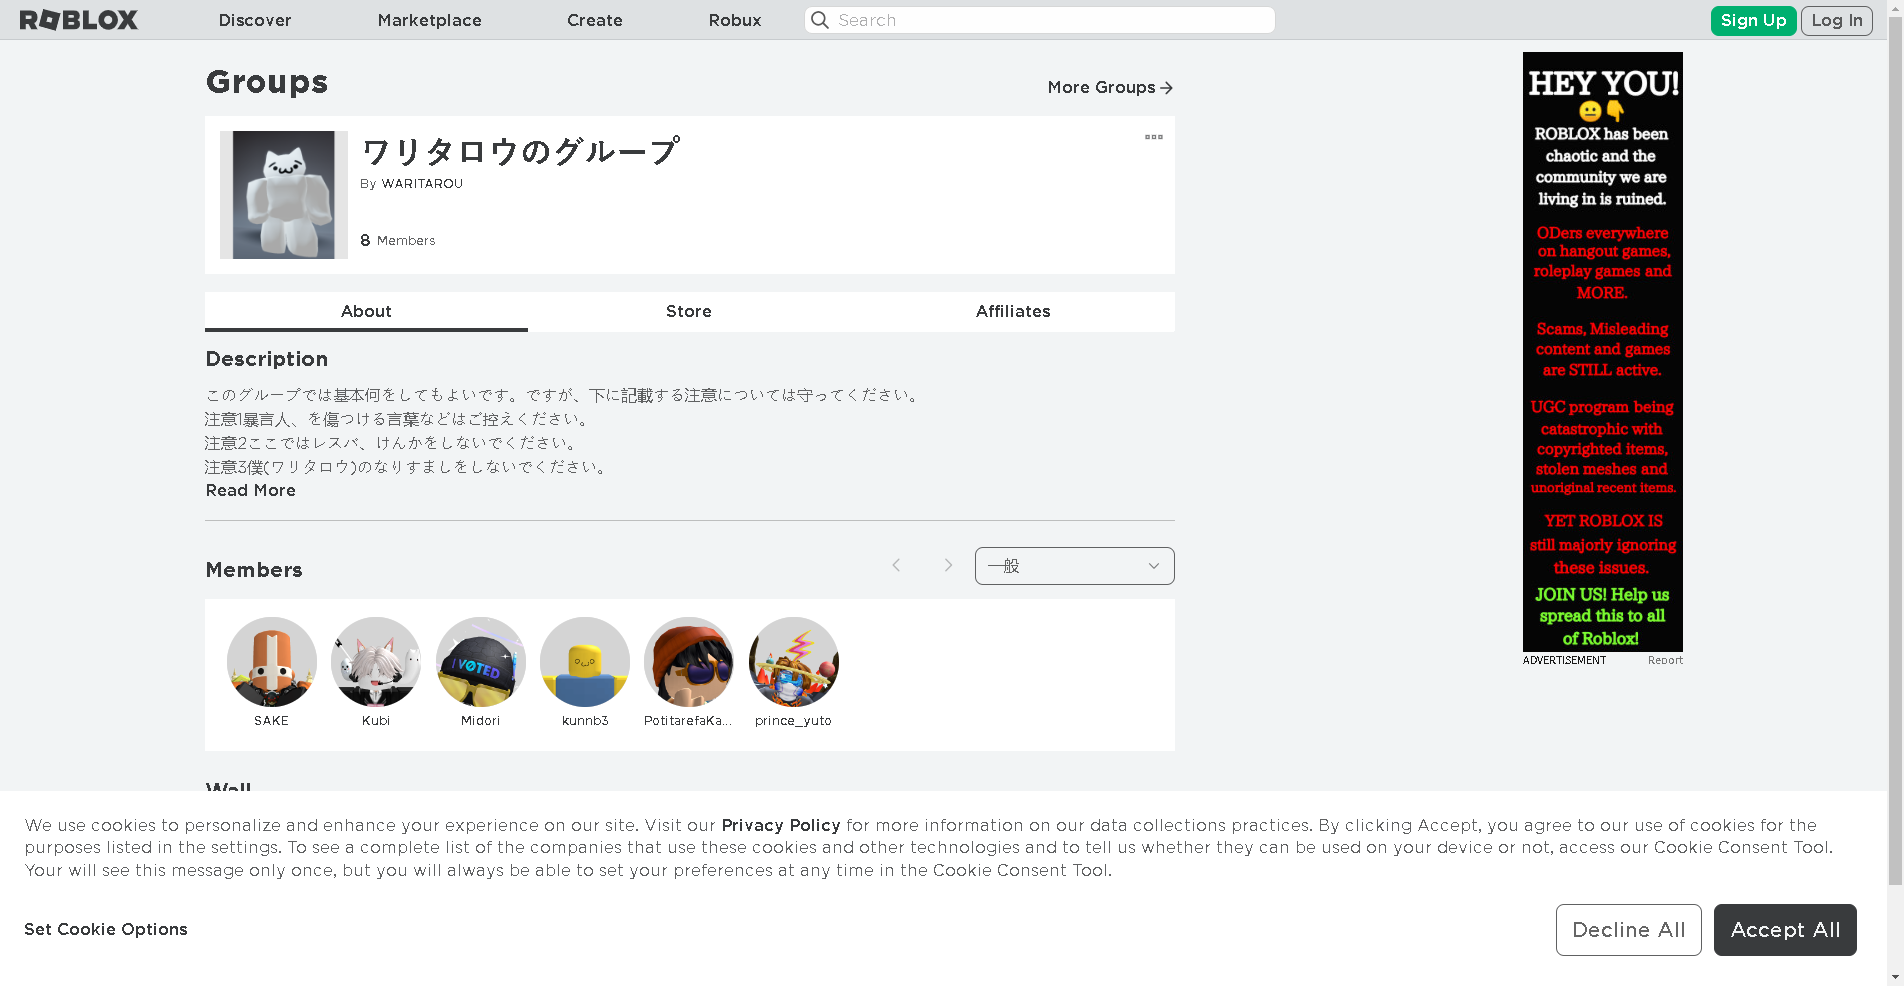 ROBLOX
Discover
Marketplace
Create
Robux
Search
Sign Up
Log In
Groups
More Groups
ワリタロウのグループ
By WARITAROU
8 Members
About
Store
Affiliates
Description
このグループでは基本何をしてもよいです。ですが、下に記載する注意については守ってください。
注意1暴言人、を傷つける言葉などはご控えください。
注意2ここではレスバ、けんかをしないでください。
注意3僕(ワリタロウ)のなりすましをしないでください。
Read More
Members
一般
I VOTED
SAKE
Kubi
Midori
kunnb3
PotitarefaKa...
prince_yuto
Wall
HEY YOU!
ROBLOX has been
chaotic and the
community we are
living in is ruined.
ODers everywhere
on hangout games,
roleplay games and
MORE.
Scams, Misleading
content and games
are STILL active.
UGC program being
catastrophic with
copyrighted items,
stolen meshes and
unoriginal recent items.
YET ROBLOX IS
still majorly ignoring
these issues.
JOIN US! Help us
spread this to all
of Roblox!
ADVERTISEMENT
Report
We use cookies to personalize and enhance your experience on our site. Visit our Privacy Policy for more information on our data collections practices. By clicking Accept, you agree to our use of cookies for the
purposes listed in the settings. To see a complete list of the companies that use these cookies and other technologies and to tell us whether they can be used on your device or not, access our Cookie Consent Tool.
Your will see this message only once, but you will always be able to set your preferences at any time in the Cookie Consent Tool.
Set Cookie Options
Decline All
Accept All